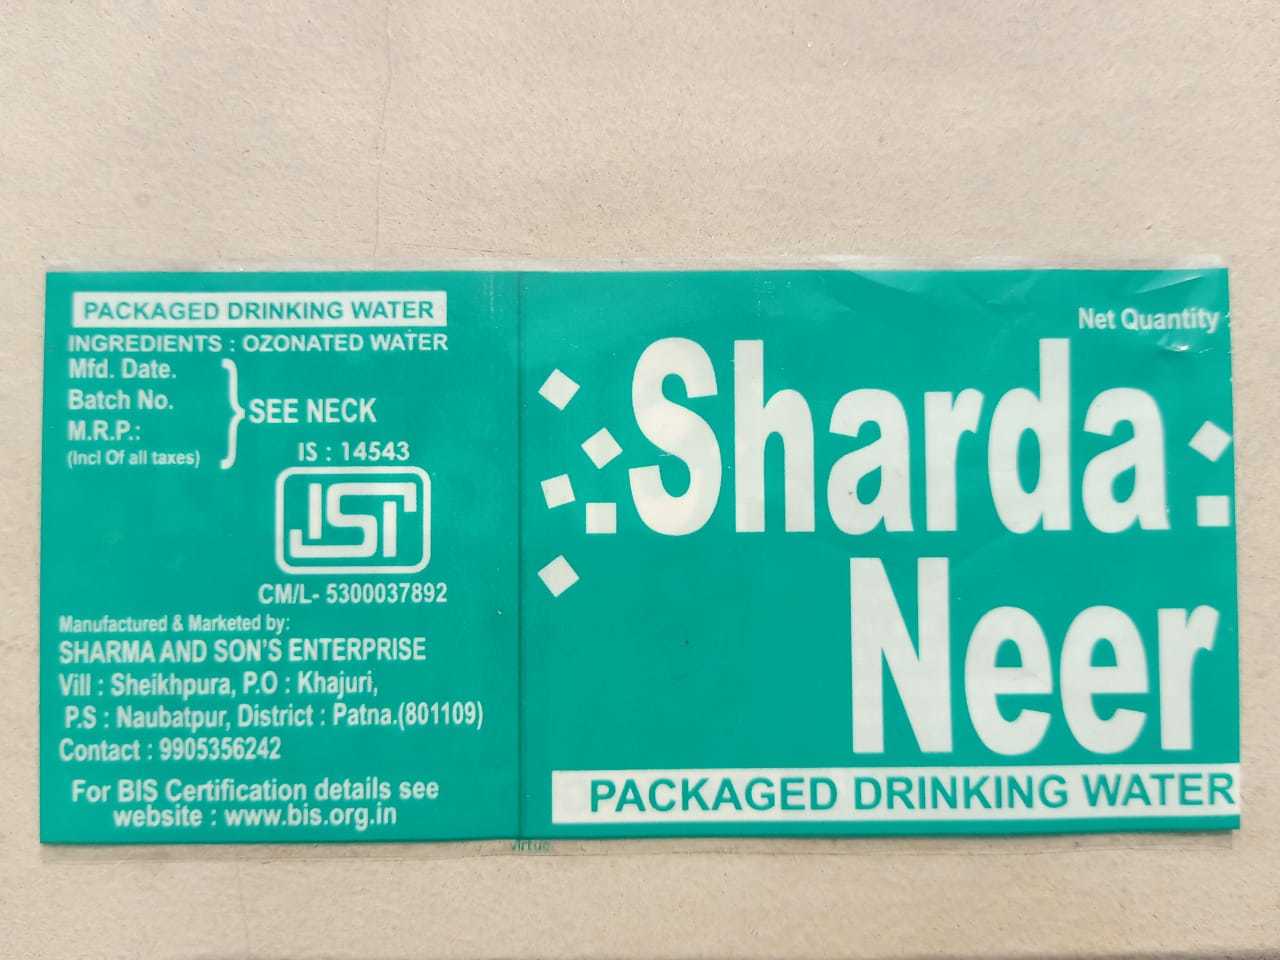 PACKAGED DRINKING WATER
INGREDIENTS : OZONATED WATER
Mfd. Date.
Batch No.
M.R.P.:
(Incl Of all taxes)
SEE NECK
IS : 14543
ISI
CM/L- 5300037892
Manufactured & Marketed by:
SHARMA AND SON'S ENTERPRISE
Vill : Sheikhpura, P.O : Khajuri,
P.S : Naubatpur, District : Patna.(801109)
Contact : 9905356242
For BIS Certification details see
website : www.bis.org.in
virtue
Net Quantity
Sharda
Neer
PACKAGED DRINKING WATER